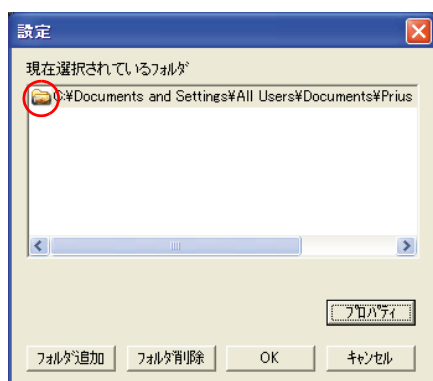 設定
現在選択されているﾌｫﾙﾀﾞ
C:¥Documents and Settings¥All Users¥Documents¥Prius
ﾌﾟﾛﾊﾟﾃｨ
ﾌｫﾙﾀﾞ追加 ﾌｫﾙﾀﾞ削除 OK ｷｬﾝｾﾙ